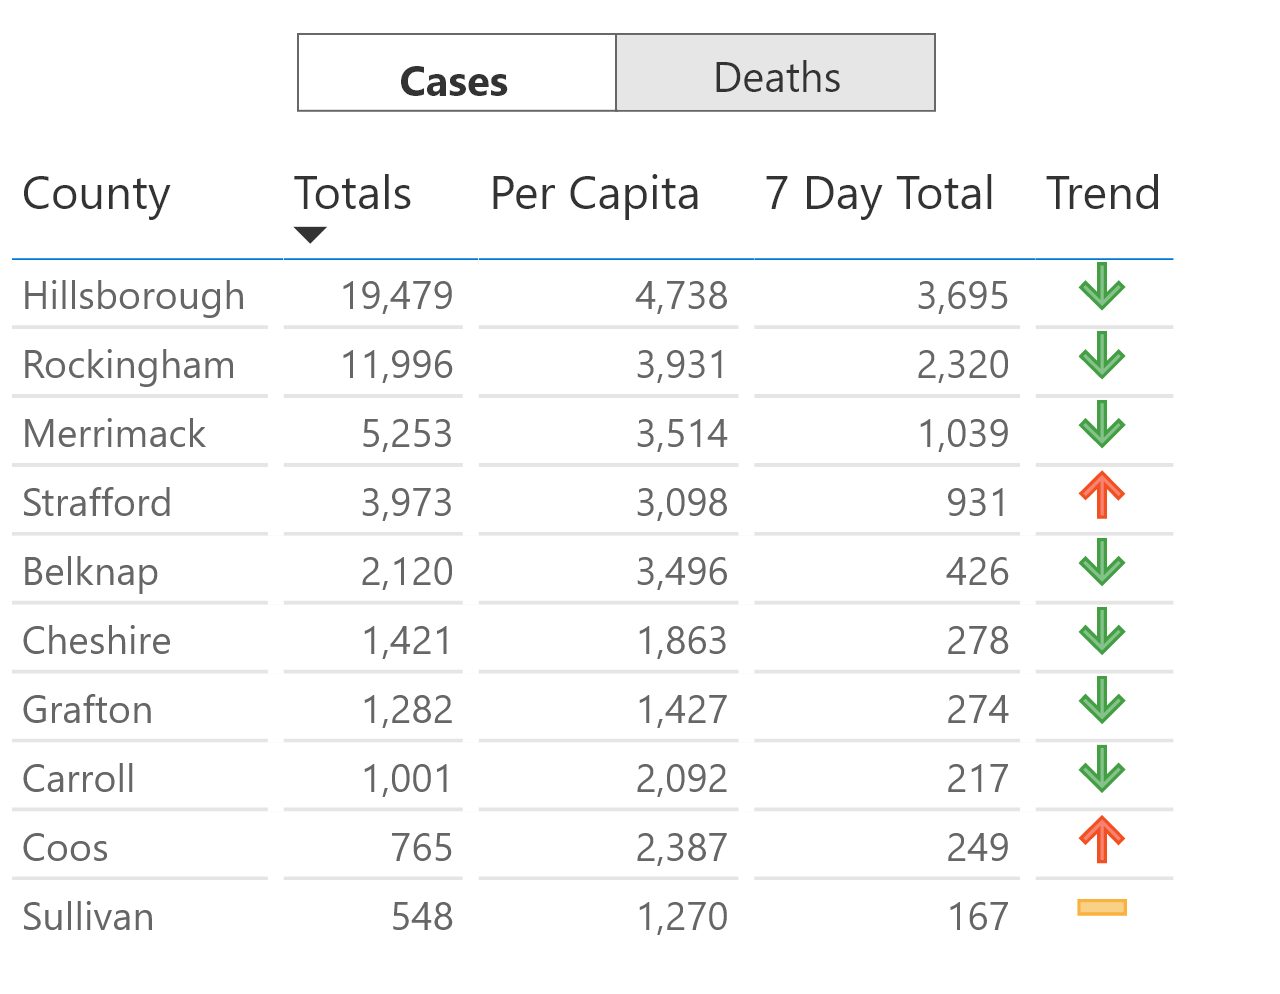 Cases Deaths
County Totals Per Capita 7 Day Total Trend
Hillsborough 19,479 4,738 3,695
Rockingham 11,996 3,931 2,320
Merrimack 5,253 3,514 1,039
Strafford 3,973 3,098 931
Belknap 2,120 3,496 426
Cheshire 1,421 1,863 278
Grafton 1,282 1,427 274
Carroll 1,001 2,092 217
Coos 765 2,387 249
Sullivan 548 1,270 167